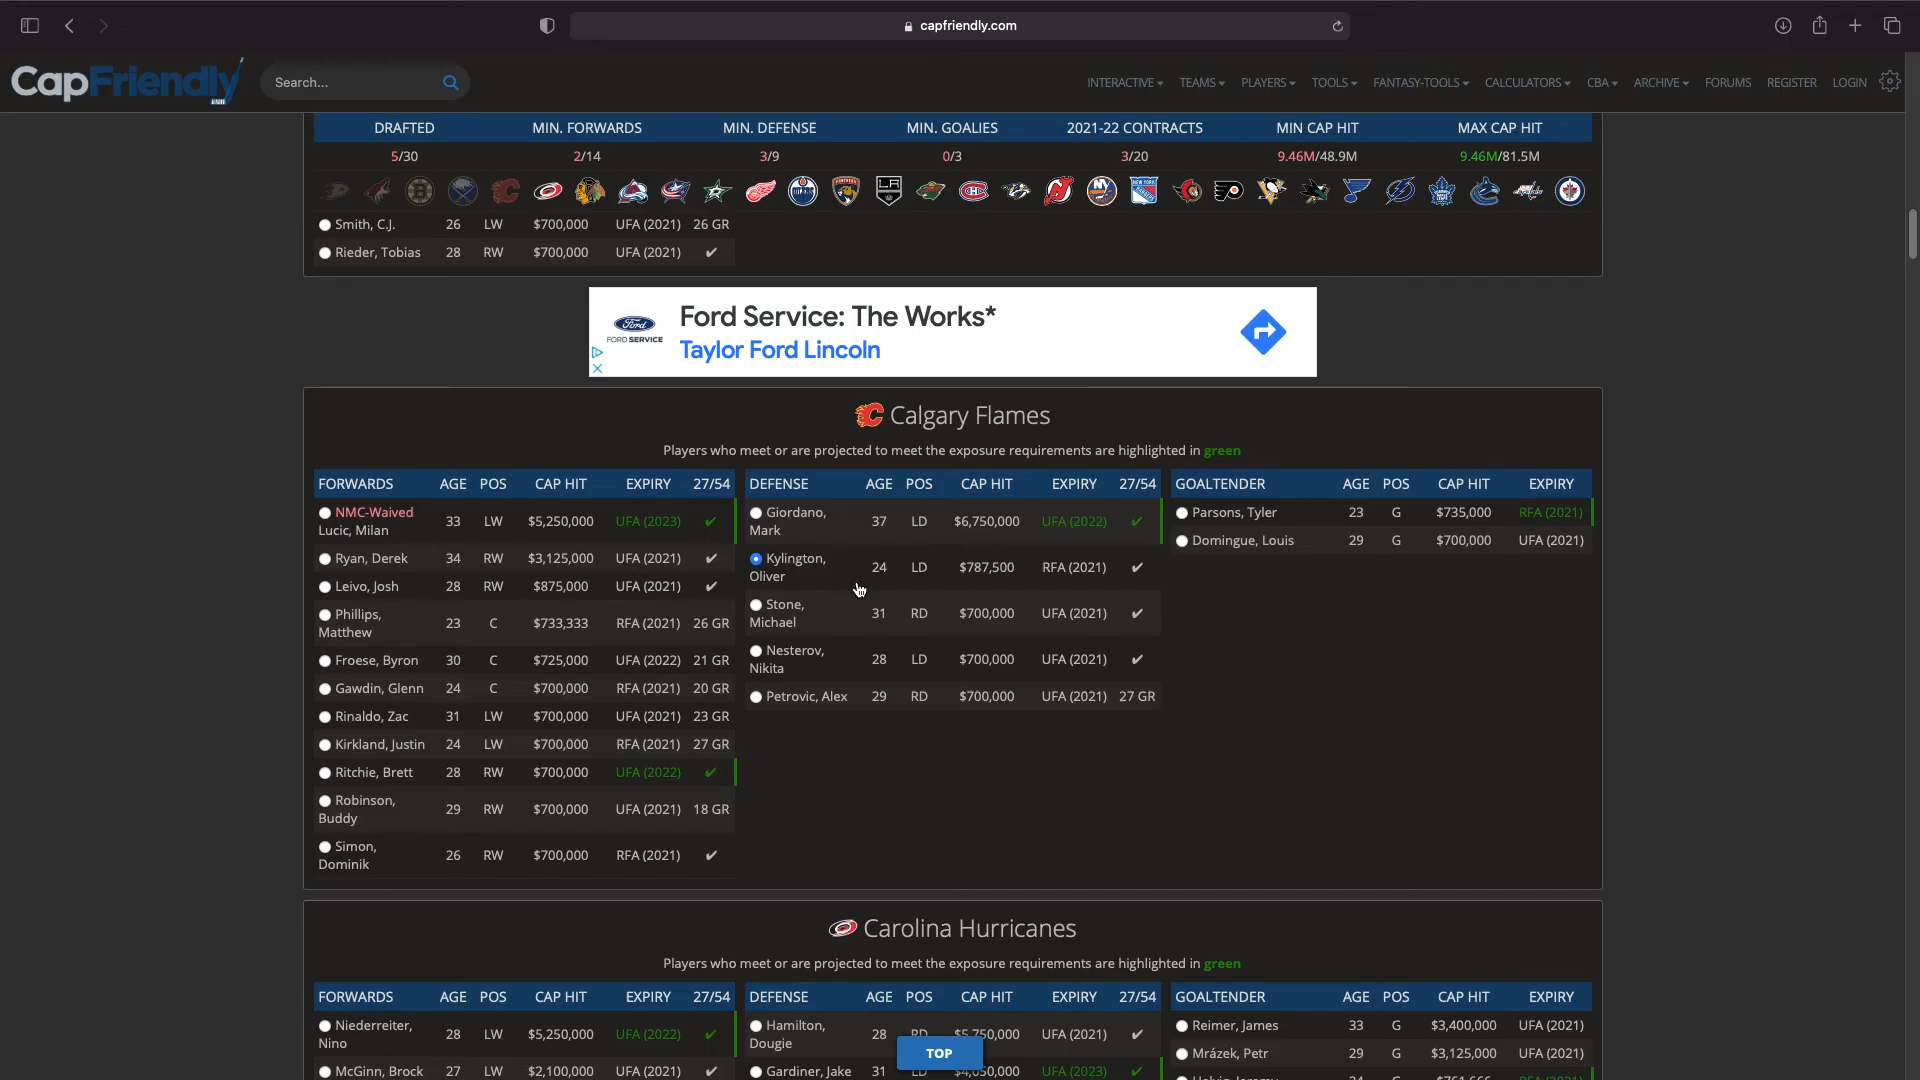 capfriendly.com
CapFriendly
Search...
INTERACTIVE TEAMS PLAYERS TOOLS FANTASY-TOOLS CALCULATORS CBA ARCHIVE FORUMS REGISTER LOGIN
DRAFTED MIN. FORWARDS MIN. DEFENSE MIN. GOALIES 2021-22 CONTRACTS MIN CAP HIT MAX CAP HIT
5/30 2/14 3/9 0/3 3/20 9.46M/48.9M 9.46M/81.5M
Smith, C.J. 26 LW $700,000 UFA (2021) 26 GR
Rieder, Tobias 28 RW $700,000 UFA (2021) ✔
Ford Service: The Works*
FORD SERVICE
Taylor Ford Lincoln
Calgary Flames
Players who meet or are projected to meet the exposure requirements are highlighted in green
FORWARDS AGE POS CAP HIT EXPIRY 27/54
NMC-Waived
Lucic, Milan 33 LW $5,250,000 UFA (2023) ✔
Ryan, Derek 34 RW $3,125,000 UFA (2021) ✔
Leivo, Josh 28 RW $875,000 UFA (2021) ✔
Phillips,
Matthew 23 C $733,333 RFA (2021) 26 GR
Froese, Byron 30 C $725,000 UFA (2022) 21 GR
Gawdin, Glenn 24 C $700,000 RFA (2021) 20 GR
Rinaldo, Zac 31 LW $700,000 UFA (2021) 23 GR
Kirkland, Justin 24 LW $700,000 RFA (2021) 27 GR
Ritchie, Brett 28 RW $700,000 UFA (2022) ✔
Robinson,
Buddy 29 RW $700,000 UFA (2021) 18 GR
Simon,
Dominik 26 RW $700,000 RFA (2021) ✔
DEFENSE AGE POS CAP HIT EXPIRY 27/54
Giordano,
Mark 37 LD $6,750,000 UFA (2022) ✔
Kylington,
Oliver 24 LD $787,500 RFA (2021) ✔
Stone,
Michael 31 RD $700,000 UFA (2021) ✔
Nesterov,
Nikita 28 LD $700,000 UFA (2021) ✔
Petrovic, Alex 29 RD $700,000 UFA (2021) 27 GR
GOALTENDER AGE POS CAP HIT EXPIRY
Parsons, Tyler 23 G $735,000 RFA (2021)
Domingue, Louis 29 G $700,000 UFA (2021)
Carolina Hurricanes
Players who meet or are projected to meet the exposure requirements are highlighted in green
FORWARDS AGE POS CAP HIT EXPIRY 27/54
Niederreiter,
Nino 28 LW $5,250,000 UFA (2022) ✔
McGinn, Brock 27 LW $2,100,000 UFA (2021) ✔
DEFENSE AGE POS CAP HIT EXPIRY 27/54
Hamilton,
Dougie 28 RD $5,750,000 UFA (2021) ✔
Gardiner, Jake 31 LD $4,050,000 UFA (2023) ✔
GOALTENDER AGE POS CAP HIT EXPIRY
Reimer, James 33 G $3,400,000 UFA (2021)
Mrázek, Petr 29 G $3,125,000 UFA (2021)
TOP